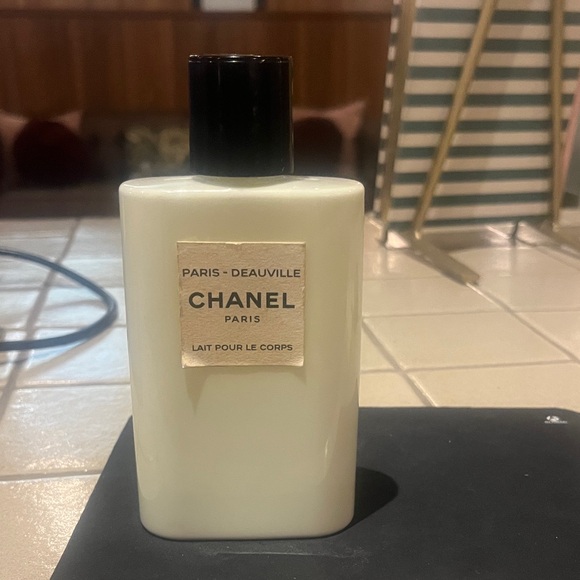 PARIS - DEAUVILLE
CHANEL
PARIS
LAIT POUR LE CORPS